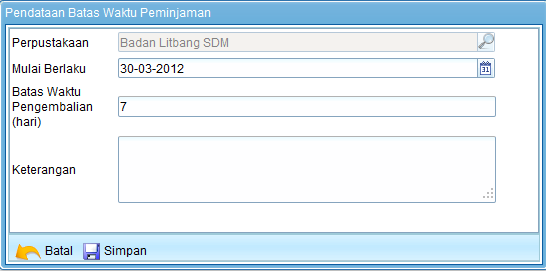 Pendataan Batas Waktu Peminjaman
Perpustakaan Badan Litbang SDM
Mulai Berlaku 30-03-2012 31
Batas Waktu
Pengembalian 7
(hari)
Keterangan
Batal Simpan